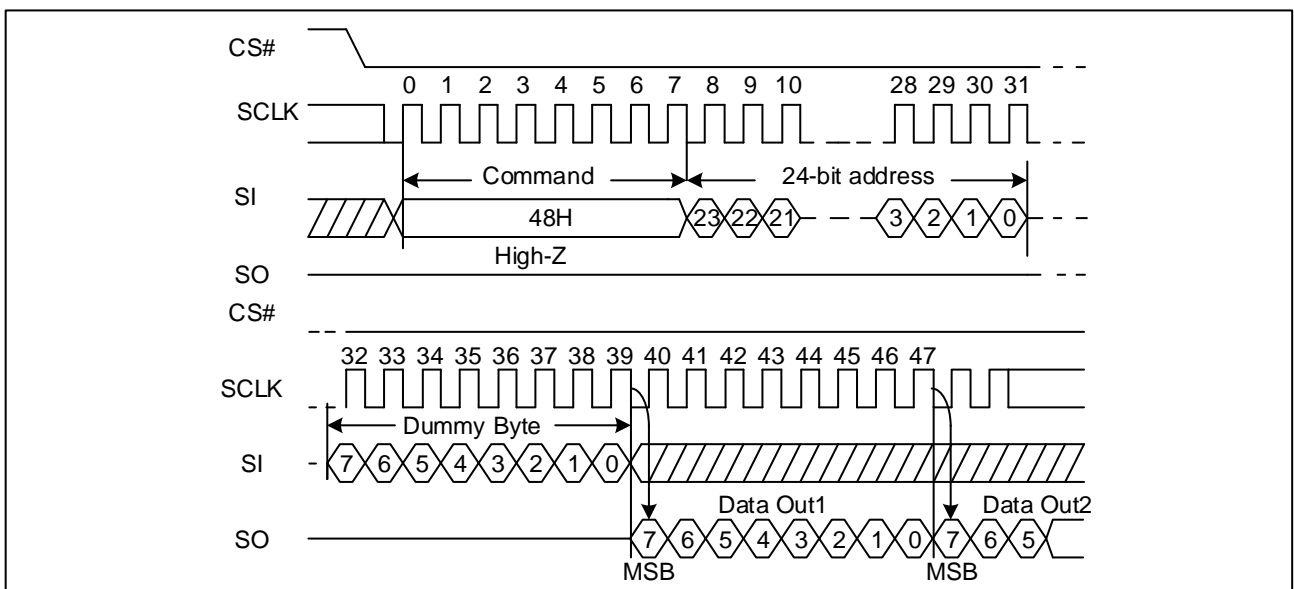 CS#
0 1 2 3 4 5 6 7 8 9 10 28 29 30 31
SCLK
Command 24-bit address
SI
48H 23 22 21 3 2 1 0
High-Z
SO
CS#
32 33 34 35 36 37 38 39 40 41 42 43 44 45 46 47
SCLK
Dummy Byte
SI 7 6 5 4 3 2 1 0
Data Out1 Data Out2
SO 7 6 5 4 3 2 1 0 7 6 5
MSB MSB